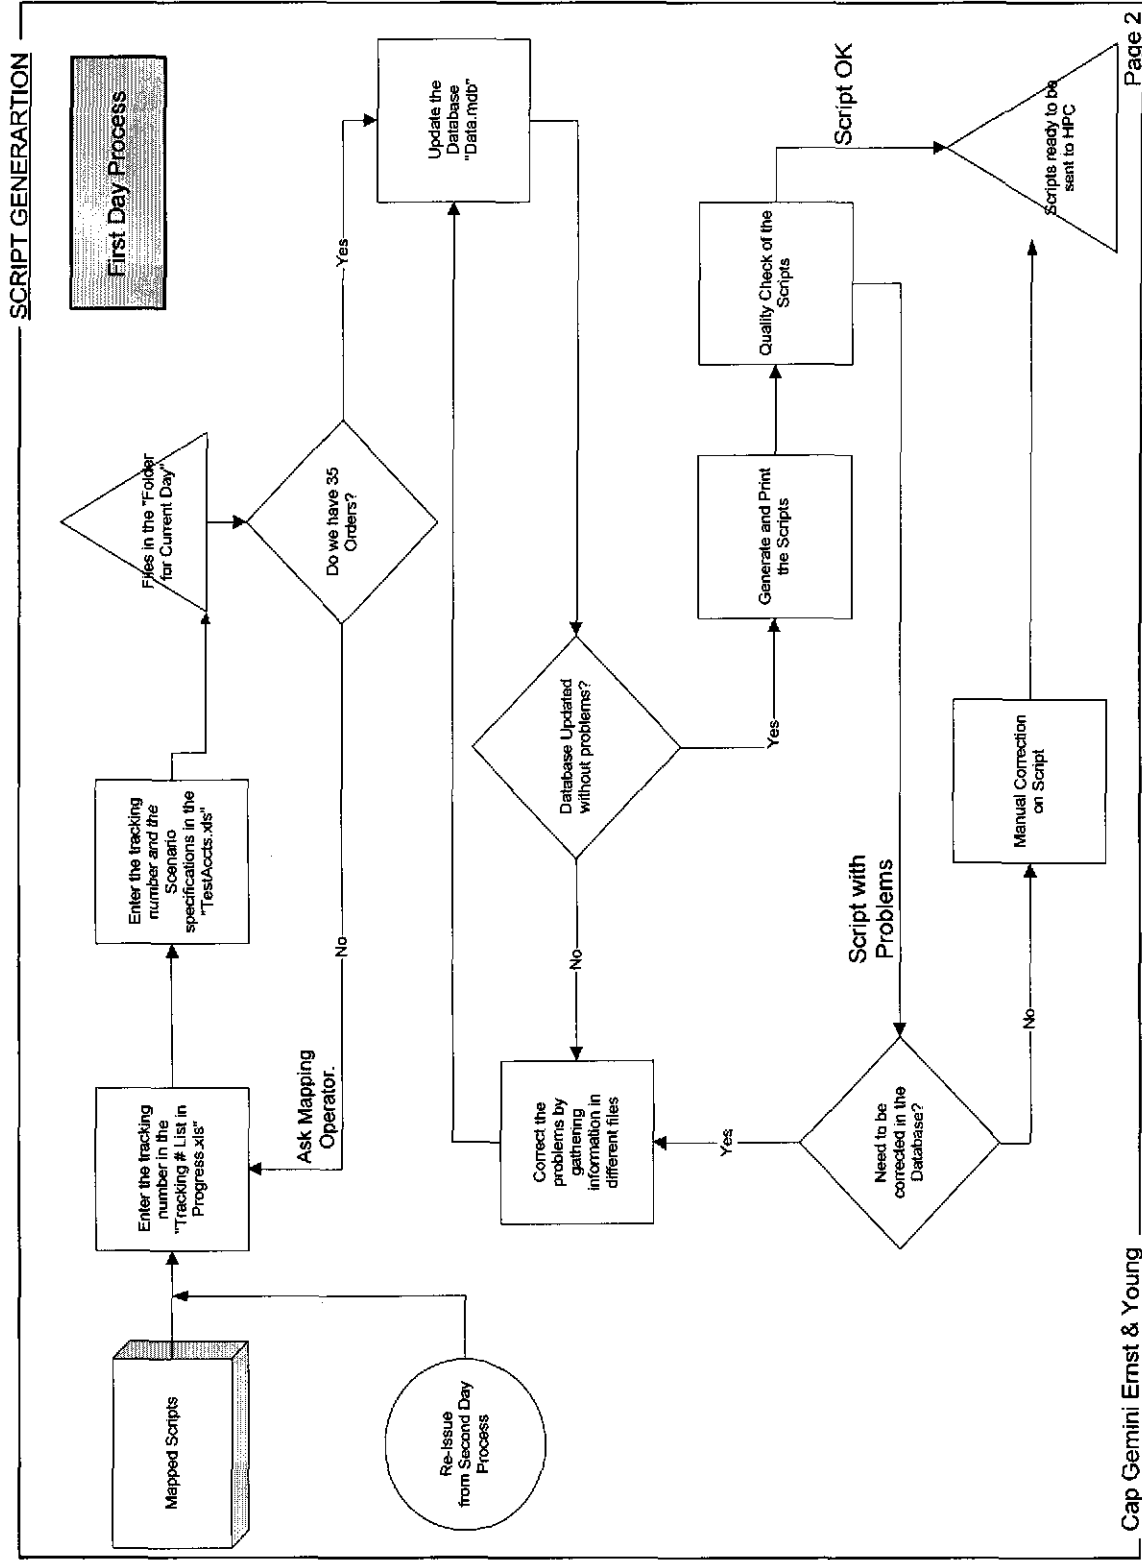 SCRIPT GENERARTION
First Day Process
Mapped Scripts
Re-Issue
from Second Day
Process
Enter the tracking
number in the
"Tracking # List in
Progress.xls"
Enter the tracking
number and the
Scenario
specifications in the
"TestAccts.xls"
Files in the "Folder
for Current Day"
Do we have 35
Orders?
Yes
No
Ask Mapping
Operator.
Update the
Database
"Data.mdb"
Database Updated
without problems?
No
Yes
Correct the
problems by
gathering
information in
different files
Generate and Print
the Scripts
Quality Check of the
Scripts
Script OK
Script with
Problems
Need to be
corrected in the
Database?
Yes
No
Manual Correction
on Script
Scripts ready to be
sent to HPC
Cap Gemini Ernst & Young
Page 2